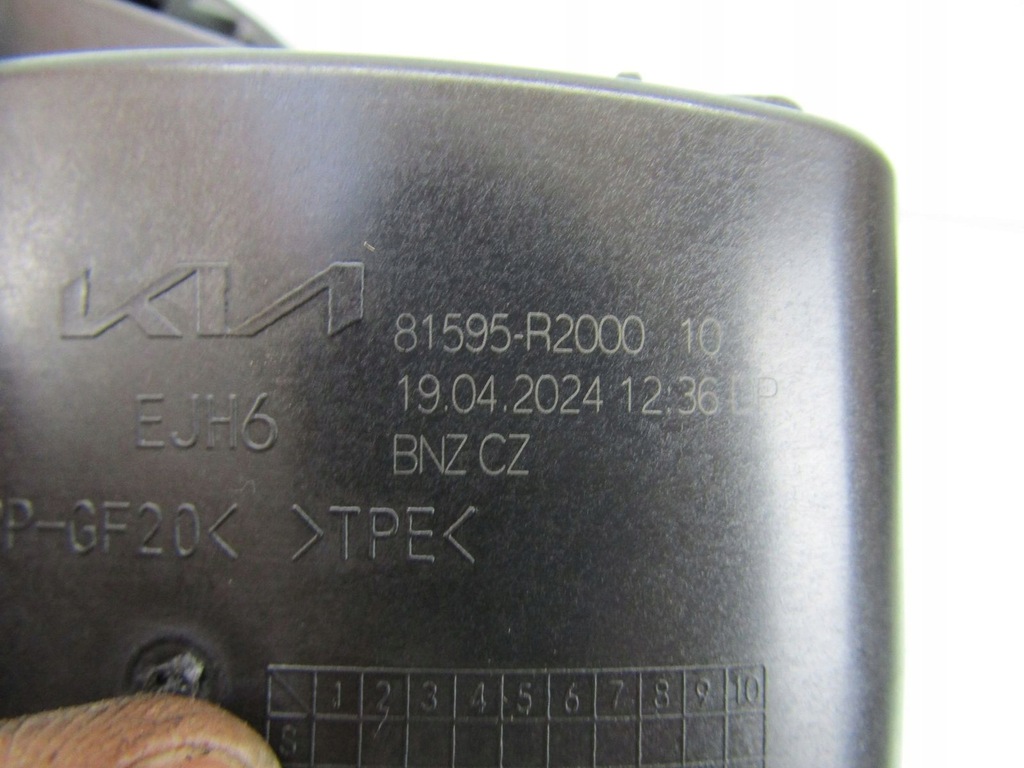 KIA
81595-R2000 10
19.04.2024 12:36 DP
BNZ CZ
EJH6
P-GF20< >TPE<
1 2 3 4 5 6 7 8 9 10
S